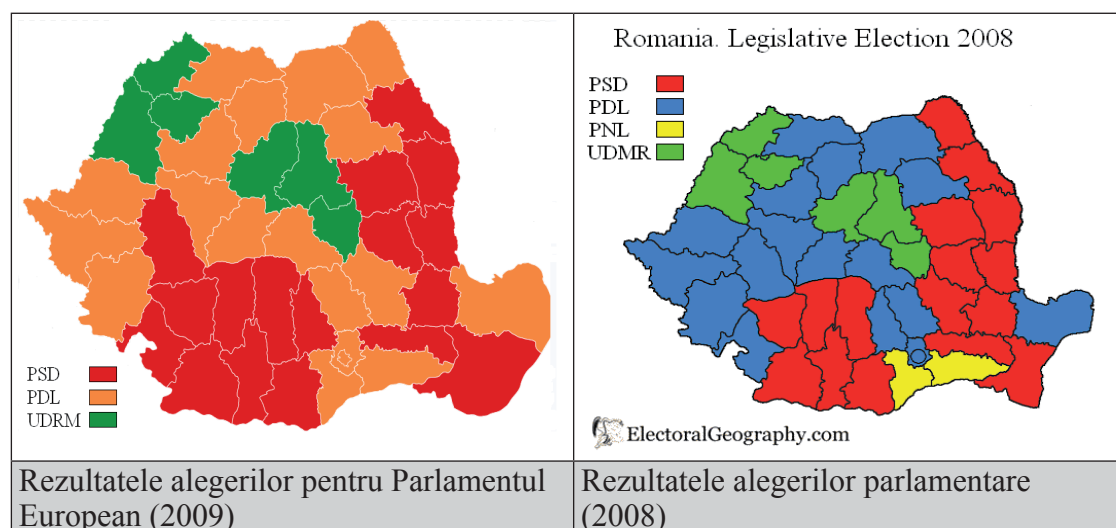 PSD
PDL
UDRM
Romania. Legislative Election 2008
PSD
PDL
PNL
UDMR
ElectoralGeography.com
Rezultatele alegerilor pentru Parlamentul
European (2009)
Rezultatele alegerilor parlamentare
(2008)